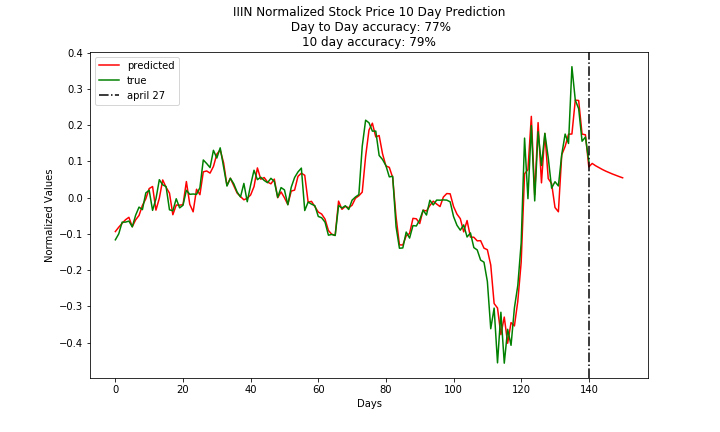 IIIN Normalized Stock Price 10 Day Prediction
Day to Day accuracy: 77%
10 day accuracy: 79%
predicted
true
april 27
Normalized Values
0.4
0.3
0.2
0.1
0.0
−0.1
−0.2
−0.3
−0.4
0 20 40 60 80 100 120 140
Days